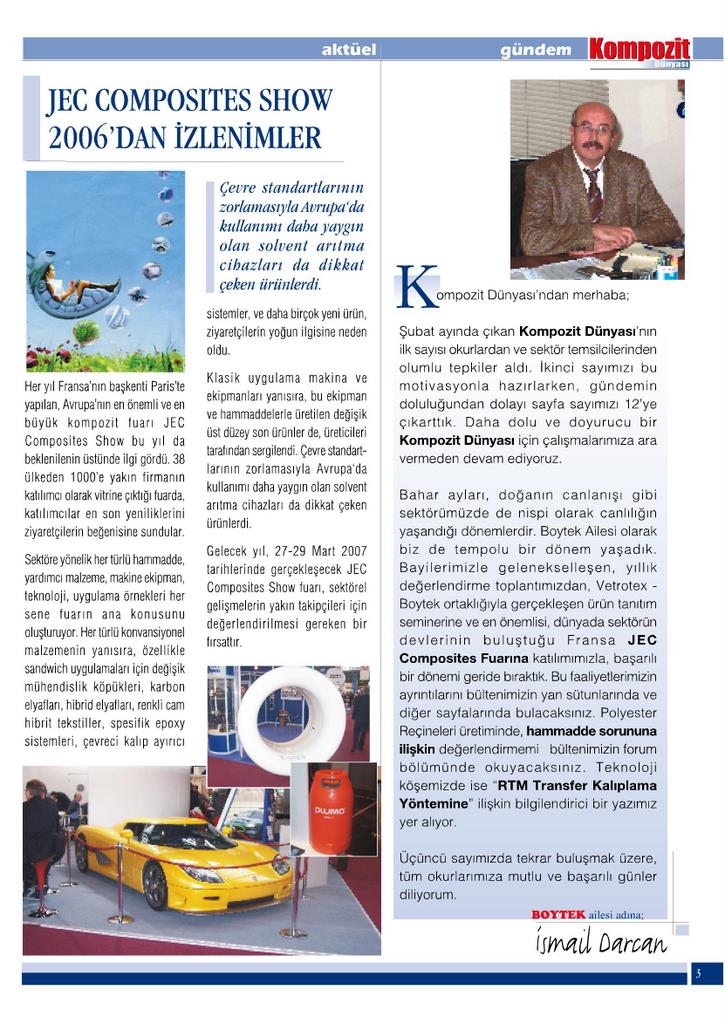 aktüel
gündem
Kompozit
Dünyası
JEC COMPOSITES SHOW
2006'DAN İZLENİMLER
Çevre standartlarının
zorlamasıyla Avrupa'da
kullanımı daha yaygın
olan solvent arıtma
cihazları da dikkat
çeken ürünlerdi.
Her yıl Fransa'nın başkenti Paris'te
yapılan, Avrupa'nın en önemli ve en
büyük kompozit fuarı JEC
Composites Show bu yıl da
beklenilenin üstünde ilgi gördü. 38
ülkeden 1000'e yakın firmanın
katılımcı olarak vitrine çıktığı fuarda,
katılımcılar en son yeniliklerini
ziyaretçilerin beğenisine sundular.
Sektöre yönelik her türlü hammadde,
yardımcı malzeme, makine ekipman,
teknoloji, uygulama örnekleri her
sene fuarın ana konusunu
oluşturuyor. Her türlü konvansiyonel
malzemenin yanısıra, özellikle
sandwich uygulamaları için değişik
mühendislik köpükleri, karbon
elyafları, hibrid elyafları, renkli cam
hibrit tekstiller, spesifik epoxy
sistemleri, çevreci kalıp ayırıcı
sistemler, ve daha birçok yeni ürün,
ziyaretçilerin yoğun ilgisine neden
oldu.
Klasik uygulama makina ve
ekipmanları yanısıra, bu ekipman
ve hammaddelerle üretilen değişik
üst düzey son ürünler de, üreticileri
tarafından sergilendi. Çevre standart-
larının zorlamasıyla Avrupa'da
kullanımı daha yaygın olan solvent
arıtma cihazları da dikkat çeken
ürünlerdi.
Gelecek yıl, 27-29 Mart 2007
tarihlerinde gerçekleşecek JEC
Composites Show fuarı, sektörel
gelişmelerin yakın takipçileri için
değerlendirilmesi gereken bir
fırsattır.
PLUMO
Kompozit Dünyası'ndan merhaba;
Şubat ayında çıkan Kompozit Dünyası'nın
ilk sayısı okurlardan ve sektör temsilcilerinden
olumlu tepkiler aldı. İkinci sayımızı bu
motivasyonla hazırlarken, gündemin
doluluğundan dolayı sayfa sayımızı 12'ye
çıkarttık. Daha dolu ve doyurucu bir
Kompozit Dünyası için çalışmalarımıza ara
vermeden devam ediyoruz.
Bahar ayları, doğanın canlanışı gibi
sektörümüzde de nispi olarak canlılığın
yaşandığı dönemlerdir. Boytek Ailesi olarak
biz de tempolu bir dönem yaşadık.
Bayilerimizle gelenekselleşen, yıllık
değerlendirme toplantımızdan, Vetrotex -
Boytek ortaklığıyla gerçekleşen ürün tanıtım
seminerine ve en önemlisi, dünyada sektörün
devlerinin buluştuğu Fransa JEC
Composites Fuarına katılımımızla, başarılı
bir dönemi geride bıraktık. Bu faaliyetlerimizin
ayrıntılarını bültenimizin yan sütunlarında ve
diğer sayfalarında bulacaksınız. Polyester
Reçineleri üretiminde, hammadde sorununa
ilişkin değerlendirmemi bültenimizin forum
bölümünde okuyacaksınız. Teknoloji
köşemizde ise "RTM Transfer Kalıplama
Yöntemine" ilişkin bilgilendirici bir yazımız
yer alıyor.
Üçüncü sayımızda tekrar buluşmak üzere,
tüm okurlarımıza mutlu ve başarılı günler
diliyorum.
BOYTEK ailesi adına;
ismail Darcan
3